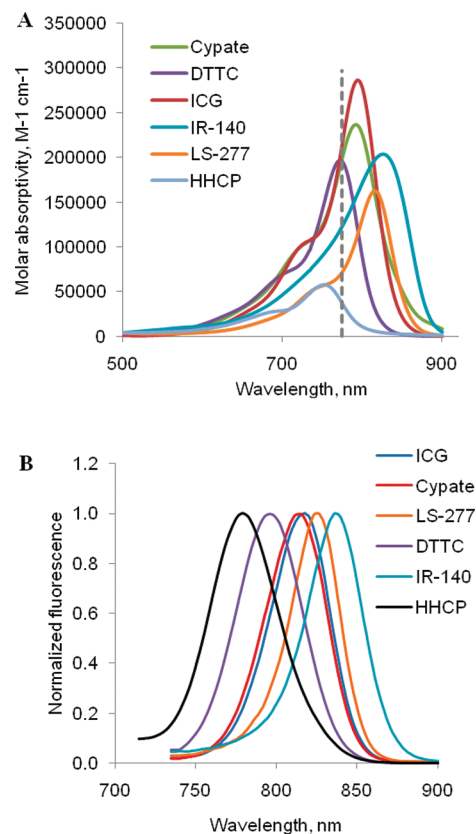 A
Molar absorptivity, M-1 cm-1
350000
300000
250000
200000
150000
100000
50000
0
Cypate
DTTC
ICG
IR-140
LS-277
HHCP
500
700
900
Wavelength, nm
B
Normalized fluorescence
1.2
1.0
0.8
0.6
0.4
0.2
0.0
ICG
Cypate
LS-277
DTTC
IR-140
HHCP
700
750
800
850
900
Wavelength, nm